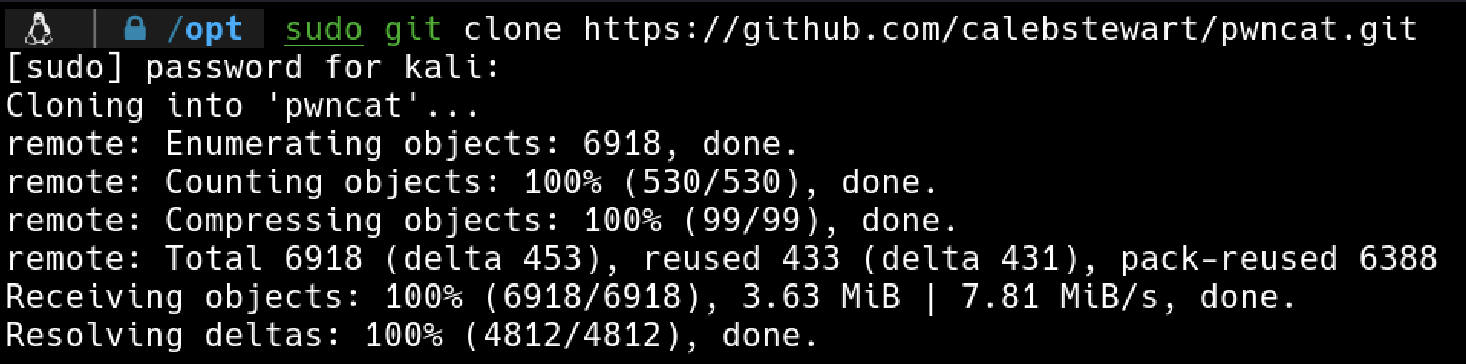 /opt sudo git clone https://github.com/calebstewart/pwncat.git
[sudo] password for kali:
Cloning into 'pwncat'...
remote: Enumerating objects: 6918, done.
remote: Counting objects: 100% (530/530), done.
remote: Compressing objects: 100% (99/99), done.
remote: Total 6918 (delta 453), reused 433 (delta 431), pack-reused 6388
Receiving objects: 100% (6918/6918), 3.63 MiB | 7.81 MiB/s, done.
Resolving deltas: 100% (4812/4812), done.